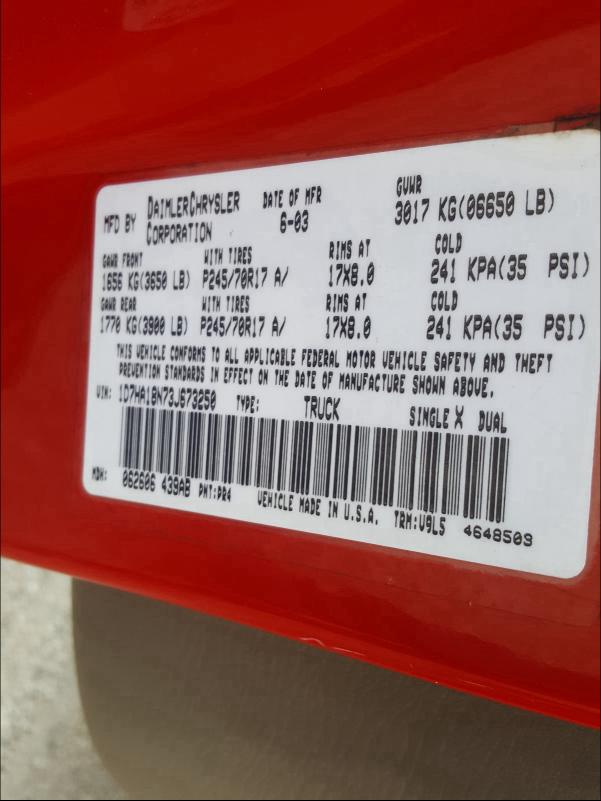 MFD BY DAIMLERCHRYSLER CORPORATION DATE OF MFR 6-03 GVWR 3017 KG(06650 LB)
GAWR FRONT WITH TIRES RIMS AT COLD
1656 KG(3650 LB) P245/70R17 A/ 17X8.0 241 KPA(35 PSI)
GAWR REAR WITH TIRES RIMS AT COLD
1770 KG(3900 LB) P245/70R17 A/ 17X8.0 241 KPA(35 PSI)
THIS VEHICLE CONFORMS TO ALL APPLICABLE FEDERAL MOTOR VEHICLE SAFETY AND THEFT
PREVENTION STANDARDS IN EFFECT ON THE DATE OF MANUFACTURE SHOWN ABOVE.
VIN: 1D7HA18N73J673250 TYPE: TRUCK SINGLE X DUAL
MDH: 062606 439AB PNT:PR4 VEHICLE MADE IN U.S.A. TRM:V9L5 4648509